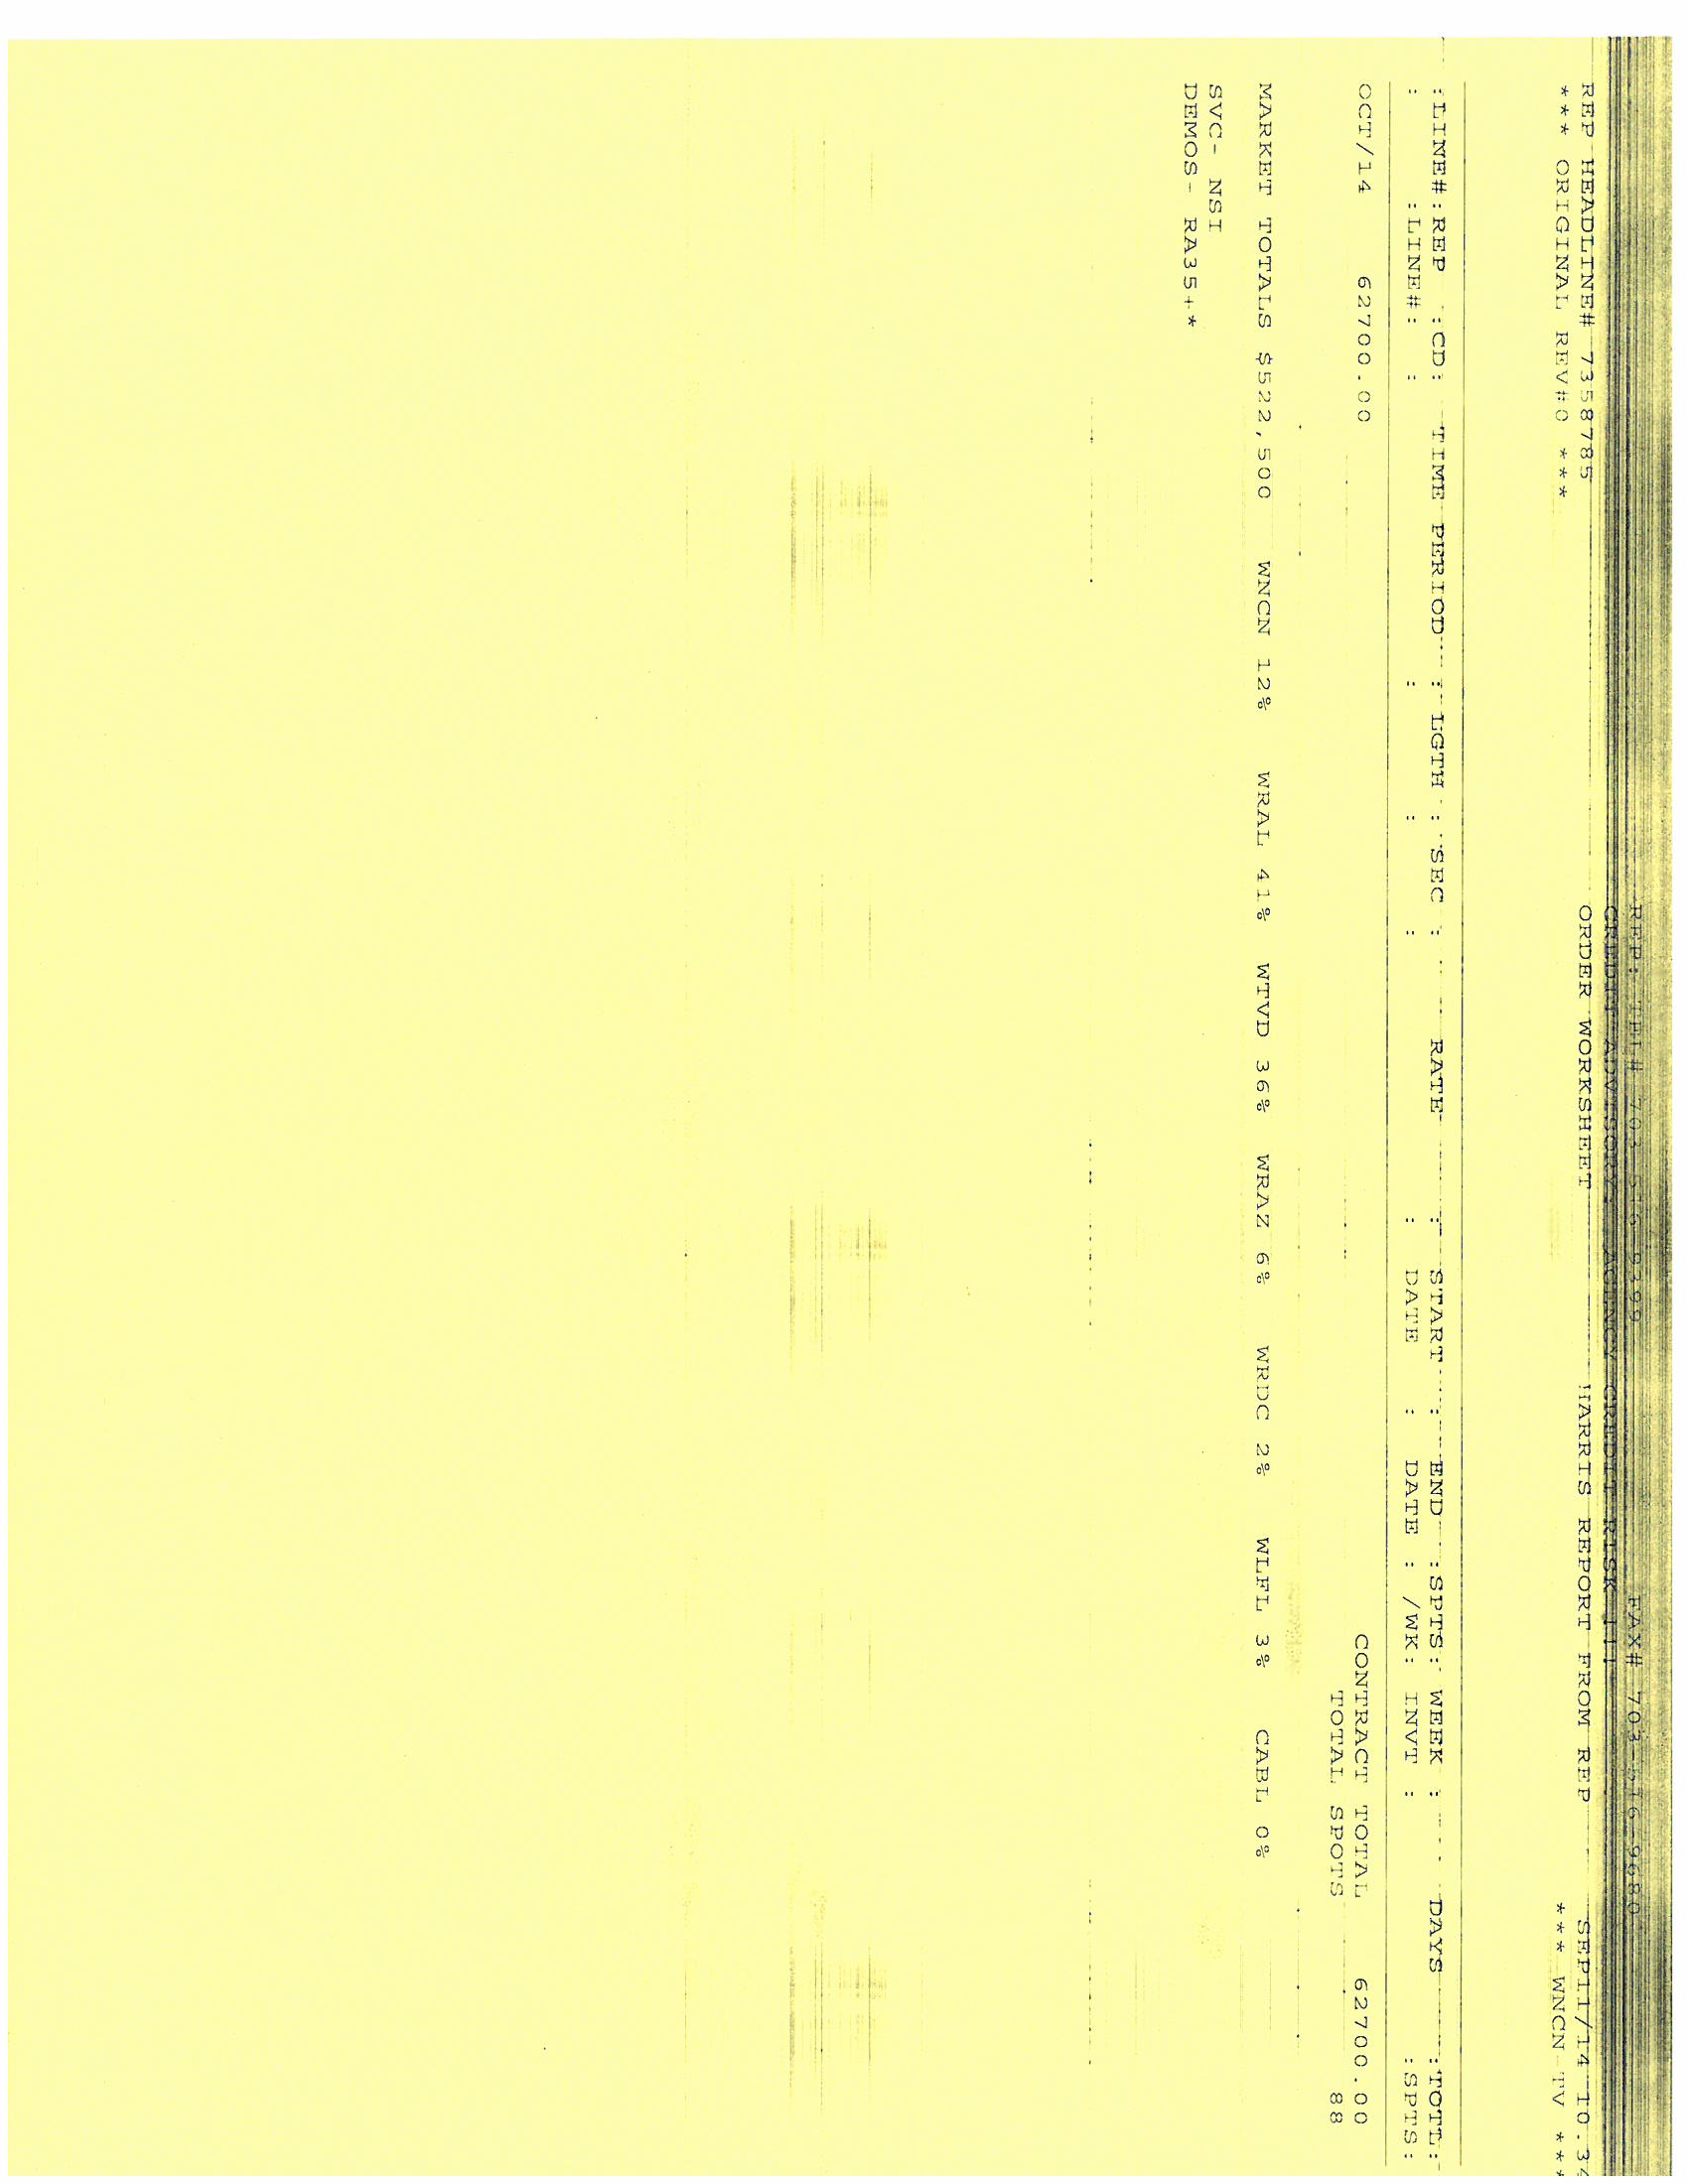 REP: TEL# 703-516-9399 FAX# 703-516-9680
CREDIT ADVISORY: AGENCY CREDIT RISK
ORDER WORKSHEET HARRIS REPORT FROM REP SEP11/14 10.34
REP HEADLINE# 7358785
*** ORIGINAL REV#0 *** *** WNCN-TV ***
:LINE#:REP :CD: TIME PERIOD : LGTH : SEC : RATE : START : END :SPTS: WEEK : DAYS :TOTL:
: :LINE#: : : : : : DATE : DATE : /WK: INVT : :SPTS:
OCT/14 62700.00 CONTRACT TOTAL 62700.00
TOTAL SPOTS 88
MARKET TOTALS $522,500 WNCN 12% WRAL 41% WTVD 36% WRAZ 6% WRDC 2% WLFL 3% CABL 0%
SVC- NSI
DEMOS- RA35+*